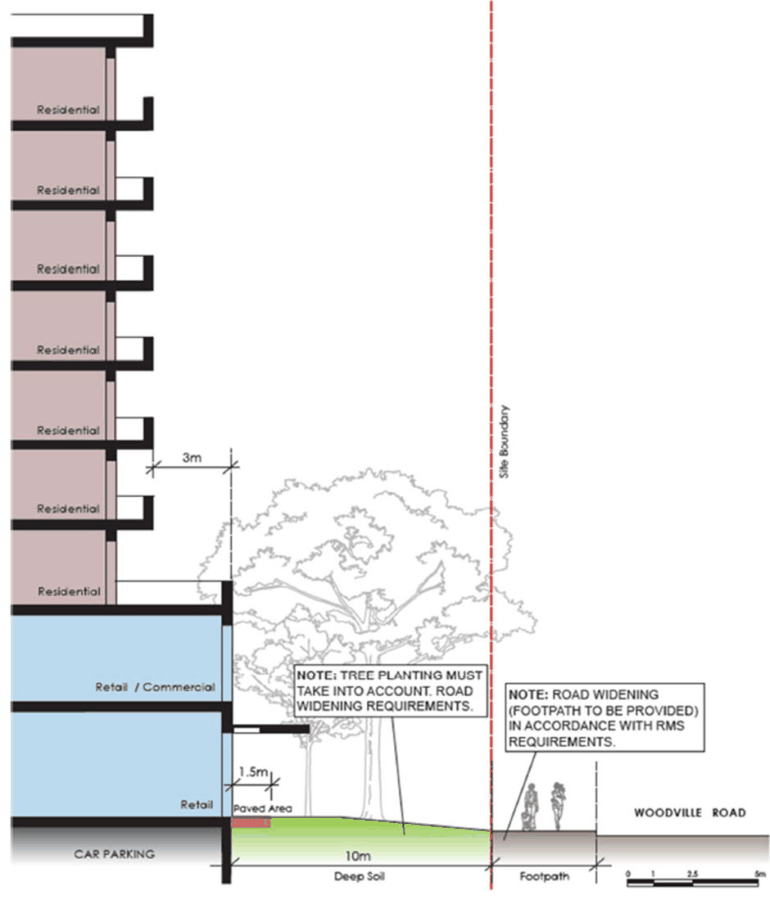 Residential
Residential
Residential
Residential
Residential
3m
Site Boundary
Residential
Residential
Retail / Commercial
NOTE: TREE PLANTING MUST
TAKE INTO ACCOUNT. ROAD
WIDENING REQUIREMENTS.
NOTE: ROAD WIDENING
(FOOTPATH TO BE PROVIDED)
IN ACCORDANCE WITH RMS
REQUIREMENTS.
1.5m
Retail
Paved Area
WOODVILLE ROAD
CAR PARKING
10m
Deep Soil
Footpath
0 1 2.5 5m